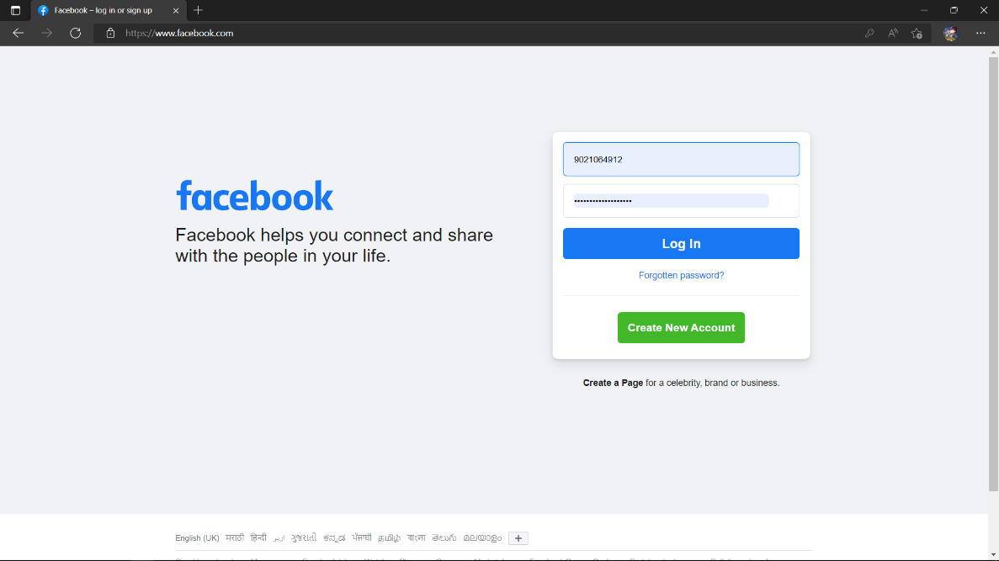 Facebook – log in or sign up
https://www.facebook.com
9021064912
facebook
Facebook helps you connect and share
with the people in your life.
Log In
Forgotten password?
Create New Account
Create a Page for a celebrity, brand or business.
English (UK) मराठी हिन्दी اردو ગુજરાતી ಕನ್ನಡ ਪੰਜਾਬੀ தமிழ் বাংলা తెలుగు മലയാളം